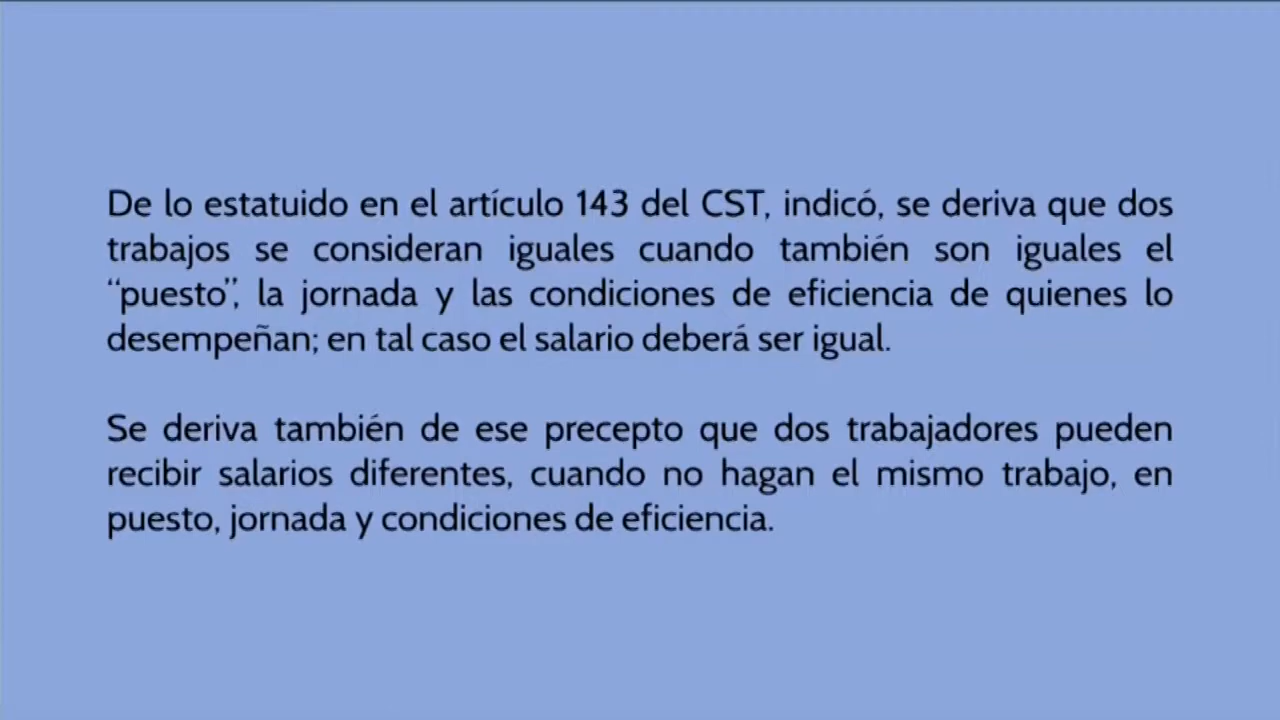 De lo estatuido en el artículo 143 del CST, indicó, se deriva que dos
trabajos se consideran iguales cuando también son iguales el
“puesto”, la jornada y las condiciones de eficiencia de quienes lo
desempeñan; en tal caso el salario deberá ser igual.
Se deriva también de ese precepto que dos trabajadores pueden
recibir salarios diferentes, cuando no hagan el mismo trabajo, en
puesto, jornada y condiciones de eficiencia.